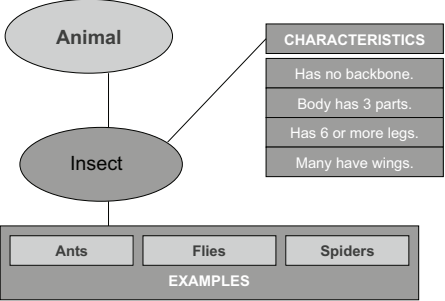 Animal
CHARACTERISTICS
Has no backbone.
Body has 3 parts.
Has 6 or more legs.
Many have wings.
Insect
Ants
Flies
Spiders
EXAMPLES